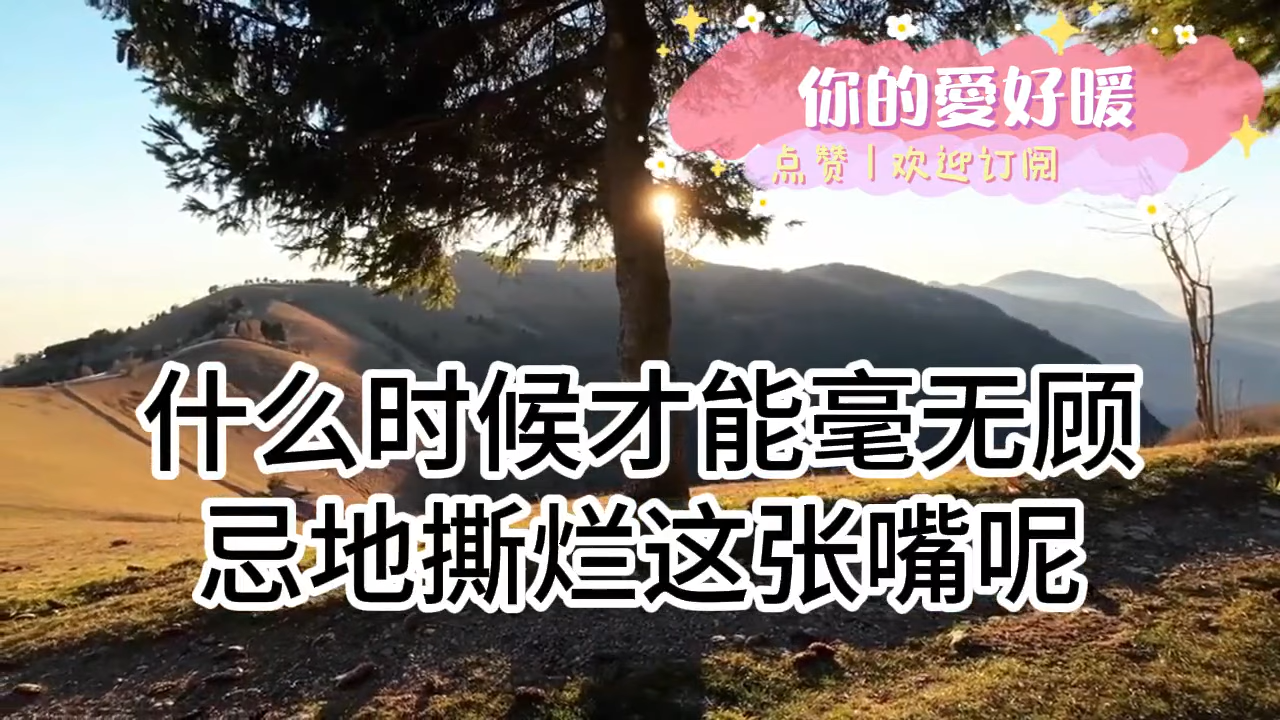 你的愛好暖
点赞 | 欢迎订阅
什么时候才能毫无顾
忌地撕烂这张嘴呢